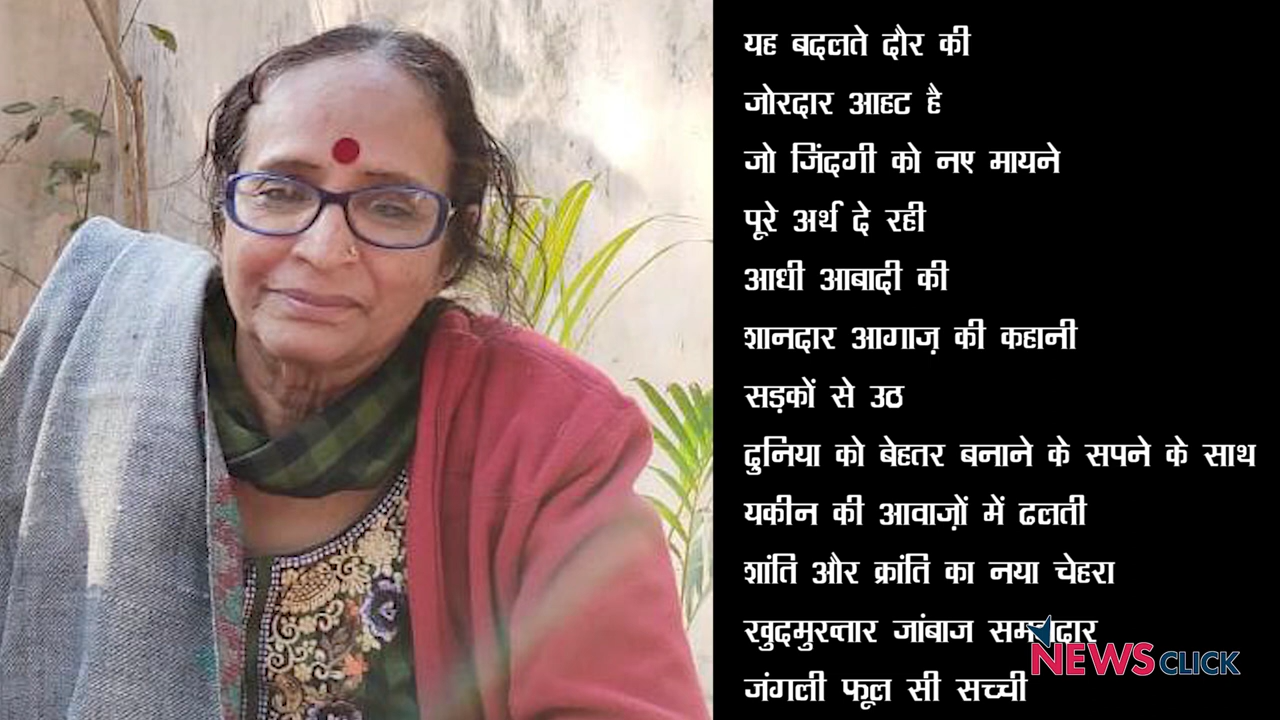 यह बदलते दौर की
जोरदार आहट है
जो जिंदगी को नए मायने
पूरे अर्थ दे रही
आधी आबादी की
शानदार आगाज़ की कहानी
सड़कों से उठ
दुनिया को बेहतर बनाने के सपने के साथ
यकीन की आवाज़ों में ढलती
शांति और क्रांति का नया चेहरा
खुदमुख्तार जांबाज
जंगली फूल सी सच्ची
NEWSCLICK